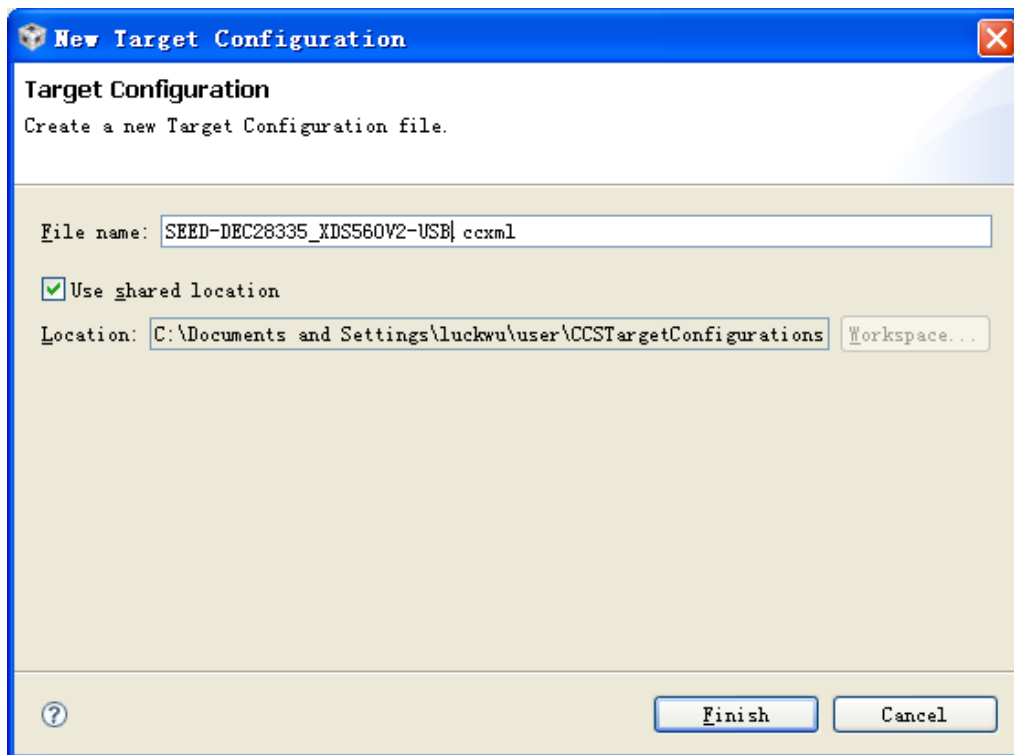 New Target Configuration
Target Configuration
Create a new Target Configuration file.
File name: SEED-DEC28335_XDS560V2-USB.ccxml
Use shared location
Location: C:\Documents and Settings\luckwu\user\CCSTargetConfigurations Workspace...
? Finish Cancel